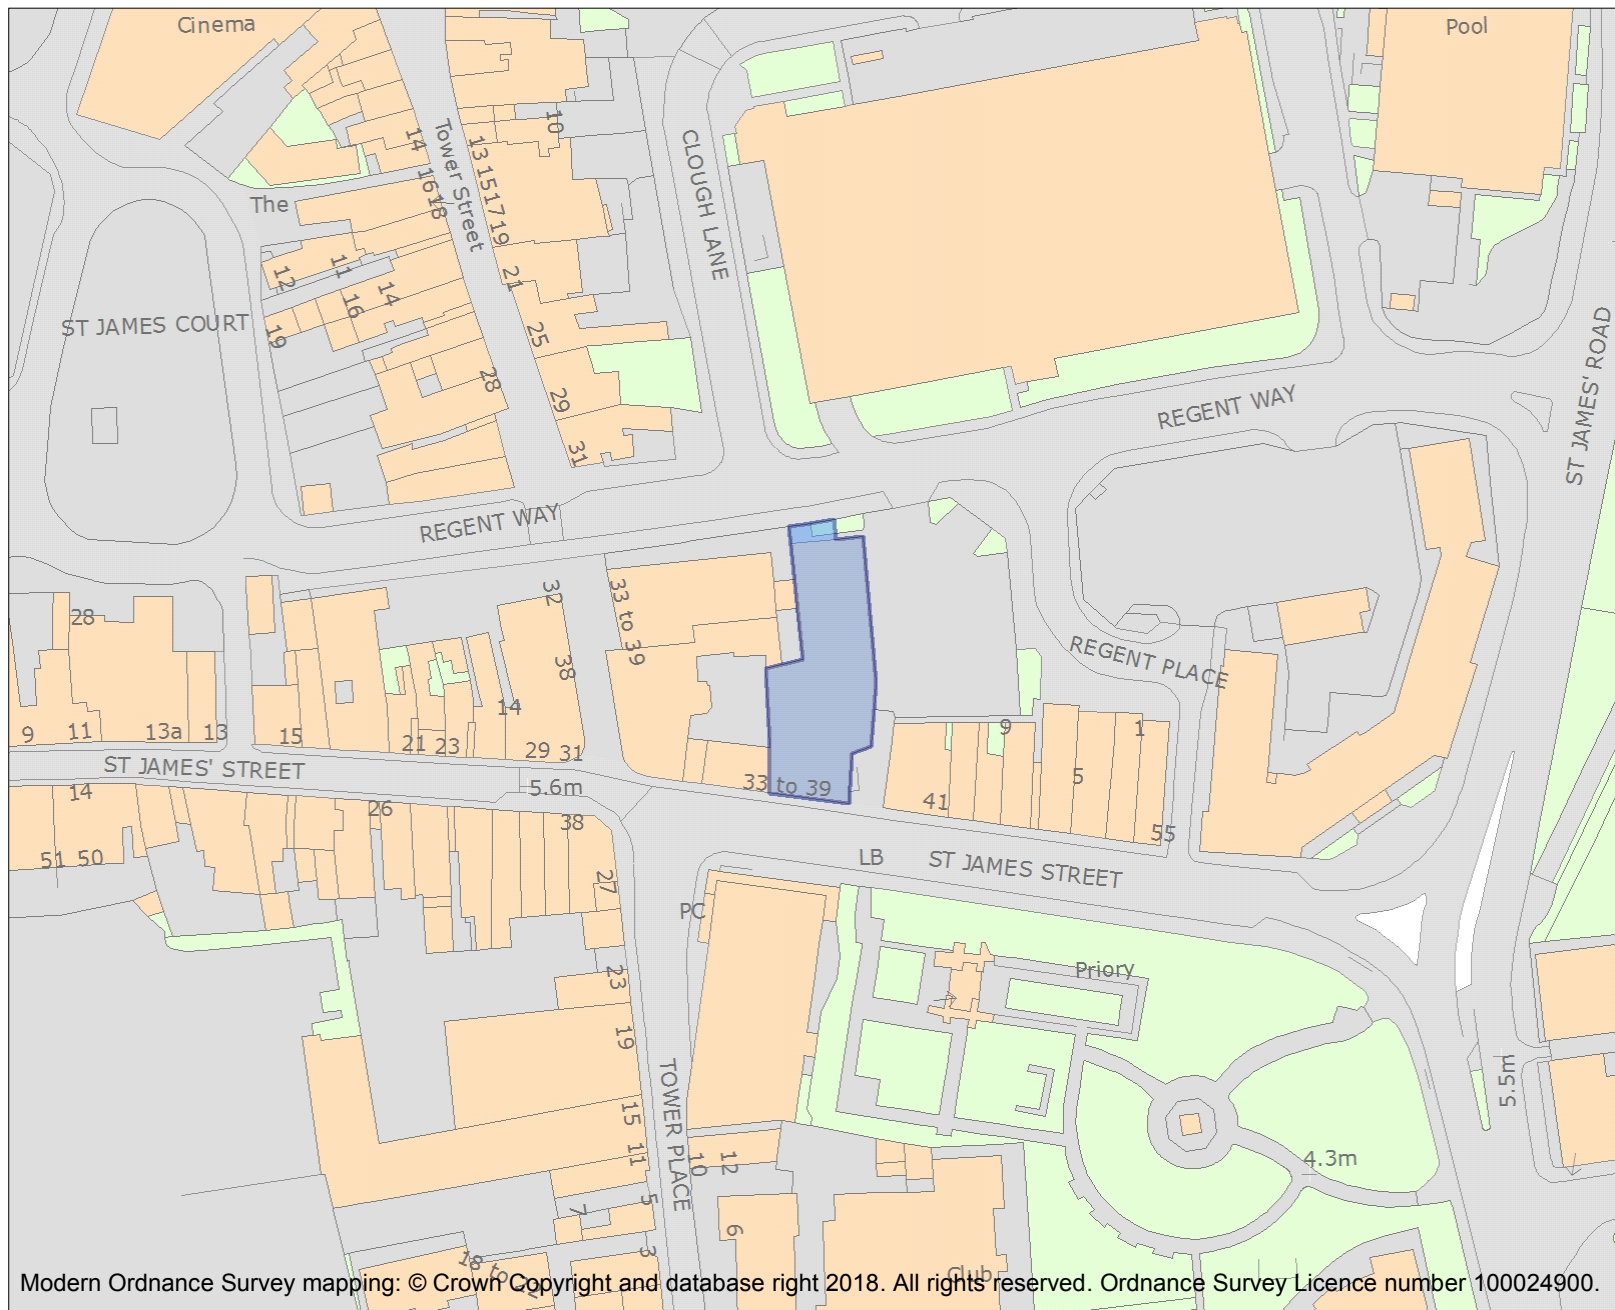 Cinema
Pool
14
Tower Street
10
13
15
17
19
CLOUGH LANE
16
18
The
12
11
16
14
19
ST JAMES COURT
21
25
28
29
31
ST JAMES' ROAD
REGENT WAY
REGENT WAY
32
33 to 39
38
28
REGENT PLACE
9
11
13a
13
15
21
23
14
29
31
9
1
5
ST JAMES' STREET
5.6m
33 to 39
41
55
14
26
38
51
50
LB
ST JAMES STREET
27
PC
Priory
23
19
TOWER PLACE
15
11
10
12
5.5m
4.3m
5
7
6
3
18 to 22
Club
Modern Ordnance Survey mapping: © Crown Copyright and database right 2018. All rights reserved. Ordnance Survey Licence number 100024900.